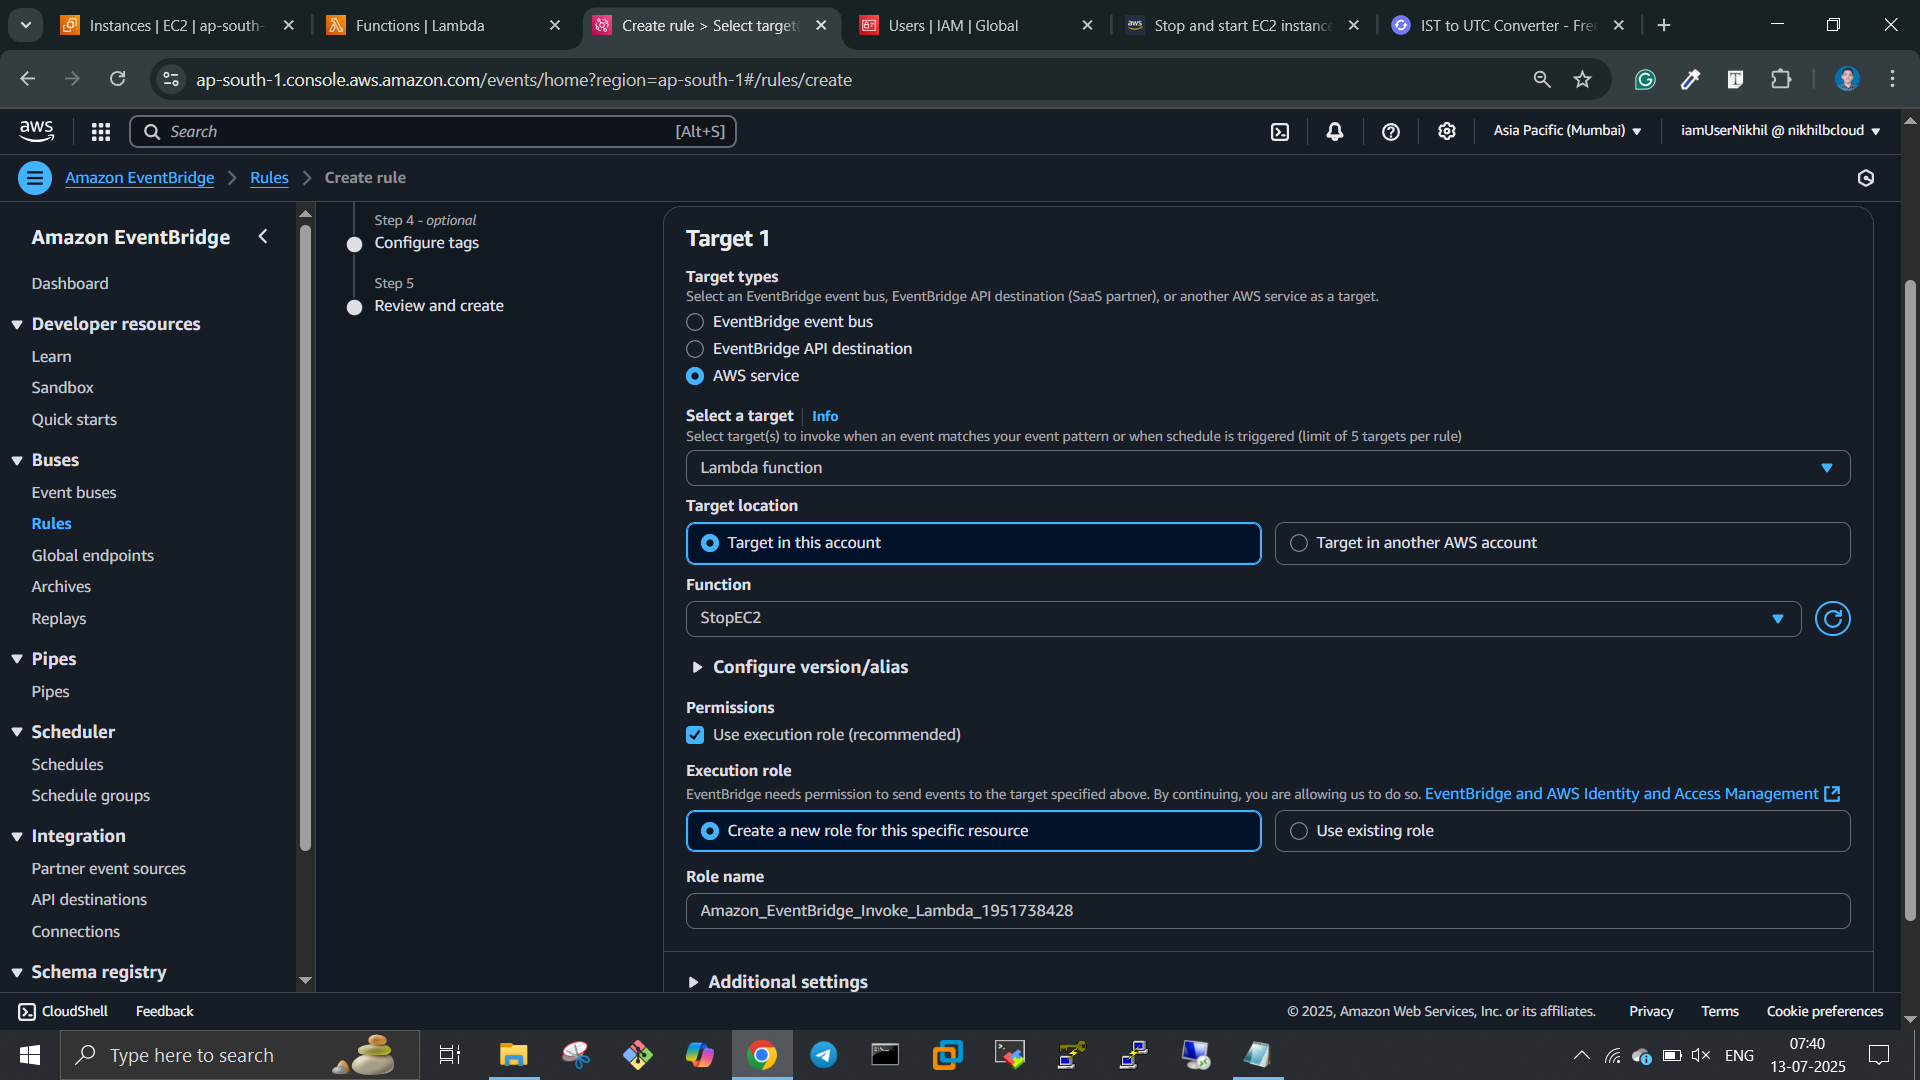 Instances | EC2 | ap-south-
Functions | Lambda
Create rule > Select target(
Users | IAM | Global
Stop and start EC2 instance
IST to UTC Converter - Free
ap-south-1.console.aws.amazon.com/events/home?region=ap-south-1#/rules/create
aws
Search
[Alt+S]
Asia Pacific (Mumbai)
iamUserNikhil @ nikhilbcloud
Amazon EventBridge
Rules
Create rule
Amazon EventBridge
Dashboard
Developer resources
Learn
Sandbox
Quick starts
Buses
Event buses
Rules
Global endpoints
Archives
Replays
Pipes
Pipes
Scheduler
Schedules
Schedule groups
Integration
Partner event sources
API destinations
Connections
Schema registry
Step 4 - optional
Configure tags
Step 5
Review and create
Target 1
Target types
Select an EventBridge event bus, EventBridge API destination (SaaS partner), or another AWS service as a target.
EventBridge event bus
EventBridge API destination
AWS service
Select a target
Info
Select target(s) to invoke when an event matches your event pattern or when schedule is triggered (limit of 5 targets per rule)
Lambda function
Target location
Target in this account
Target in another AWS account
Function
StopEC2
Configure version/alias
Permissions
Use execution role (recommended)
Execution role
EventBridge needs permission to send events to the target specified above. By continuing, you are allowing us to do so. EventBridge and AWS Identity and Access Management
Create a new role for this specific resource
Use existing role
Role name
Amazon_EventBridge_Invoke_Lambda_1951738428
Additional settings
CloudShell
Feedback
© 2025, Amazon Web Services, Inc. or its affiliates.
Privacy
Terms
Cookie preferences
Type here to search
ENG
07:40
13-07-2025